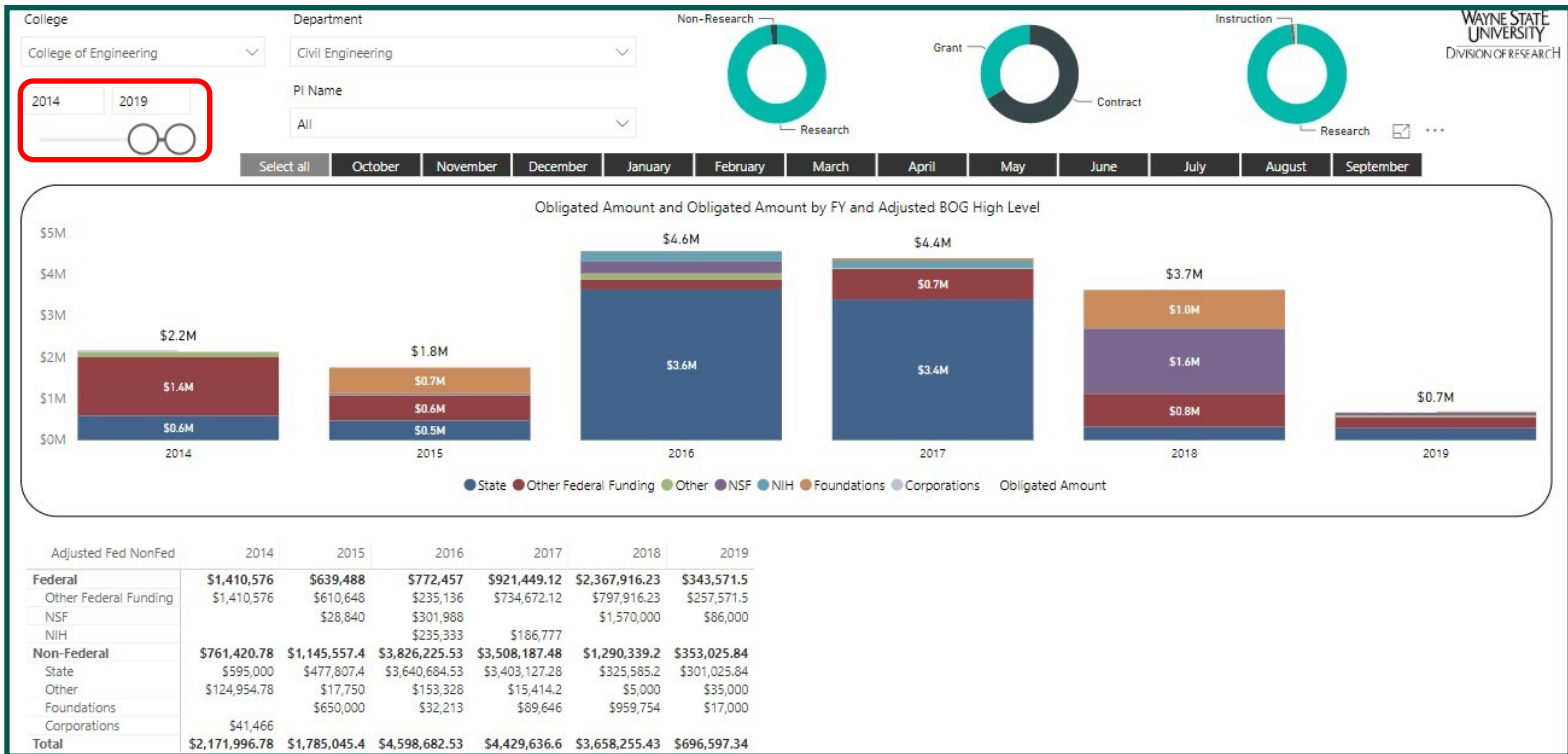 College
Department
College of Engineering
Civil Engineering
2014 2019
PI Name
All
Non-Research
Research
Grant
Contract
Instruction
Research
WAYNE STATE
UNIVERSITY
DIVISION OF RESEARCH
Select all October November December January February March April May June July August September
Obligated Amount and Obligated Amount by FY and Adjusted BOG High Level
$5M
$4M
$3M
$2M
$1M
$0M
$2.2M
$1.4M
$0.6M
$1.8M
$0.7M
$0.6M
$0.5M
$4.6M
$3.6M
$4.4M
$0.7M
$3.4M
$3.7M
$1.0M
$1.6M
$0.8M
$0.7M
2014 2015 2016 2017 2018 2019
State Other Federal Funding Other NSF NIH Foundations Corporations Obligated Amount
Adjusted Fed NonFed 2014 2015 2016 2017 2018 2019
Federal $1,410,576 $639,488 $772,457 $921,449.12 $2,367,916.23 $343,571.5
Other Federal Funding $1,410,576 $610,648 $235,136 $734,672.12 $797,916.23 $257,571.5
NSF $28,840 $301,988 $1,570,000 $86,000
NIH $235,333 $186,777
Non-Federal $761,420.78 $1,145,557.4 $3,826,225.53 $3,508,187.48 $1,290,339.2 $353,025.84
State $595,000 $477,807.4 $3,640,684.53 $3,403,127.28 $325,585.2 $301,025.84
Other $124,954.78 $17,750 $153,328 $15,414.2 $5,000 $35,000
Foundations $650,000 $32,213 $89,646 $959,754 $17,000
Corporations $41,466
Total $2,171,996.78 $1,785,045.4 $4,598,682.53 $4,429,636.6 $3,658,255.43 $696,597.34